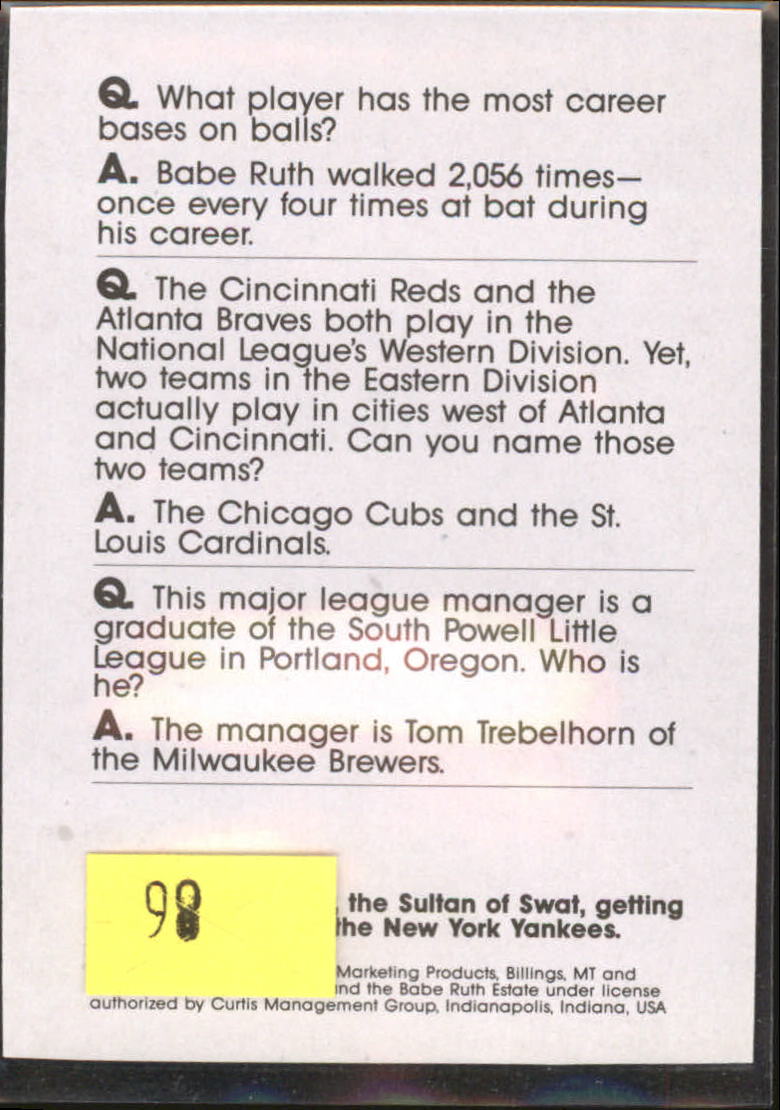 Q. What player has the most career
bases on balls?
A. Babe Ruth walked 2,056 times—
once every four times at bat during
his career.
Q. The Cincinnati Reds and the
Atlanta Braves both play in the
National League's Western Division. Yet,
two teams in the Eastern Division
actually play in cities west of Atlanta
and Cincinnati. Can you name those
two teams?
A. The Chicago Cubs and the St.
Louis Cardinals.
Q. This major league manager is a
graduate of the South Powell Little
League in Portland, Oregon. Who is
he?
A. The manager is Tom Trebelhorn of
the Milwaukee Brewers.
98
, the Sultan of Swat, getting
the New York Yankees.
Marketing Products, Billings, MT and
and the Babe Ruth Estate under license
authorized by Curtis Management Group, Indianapolis, Indiana, USA